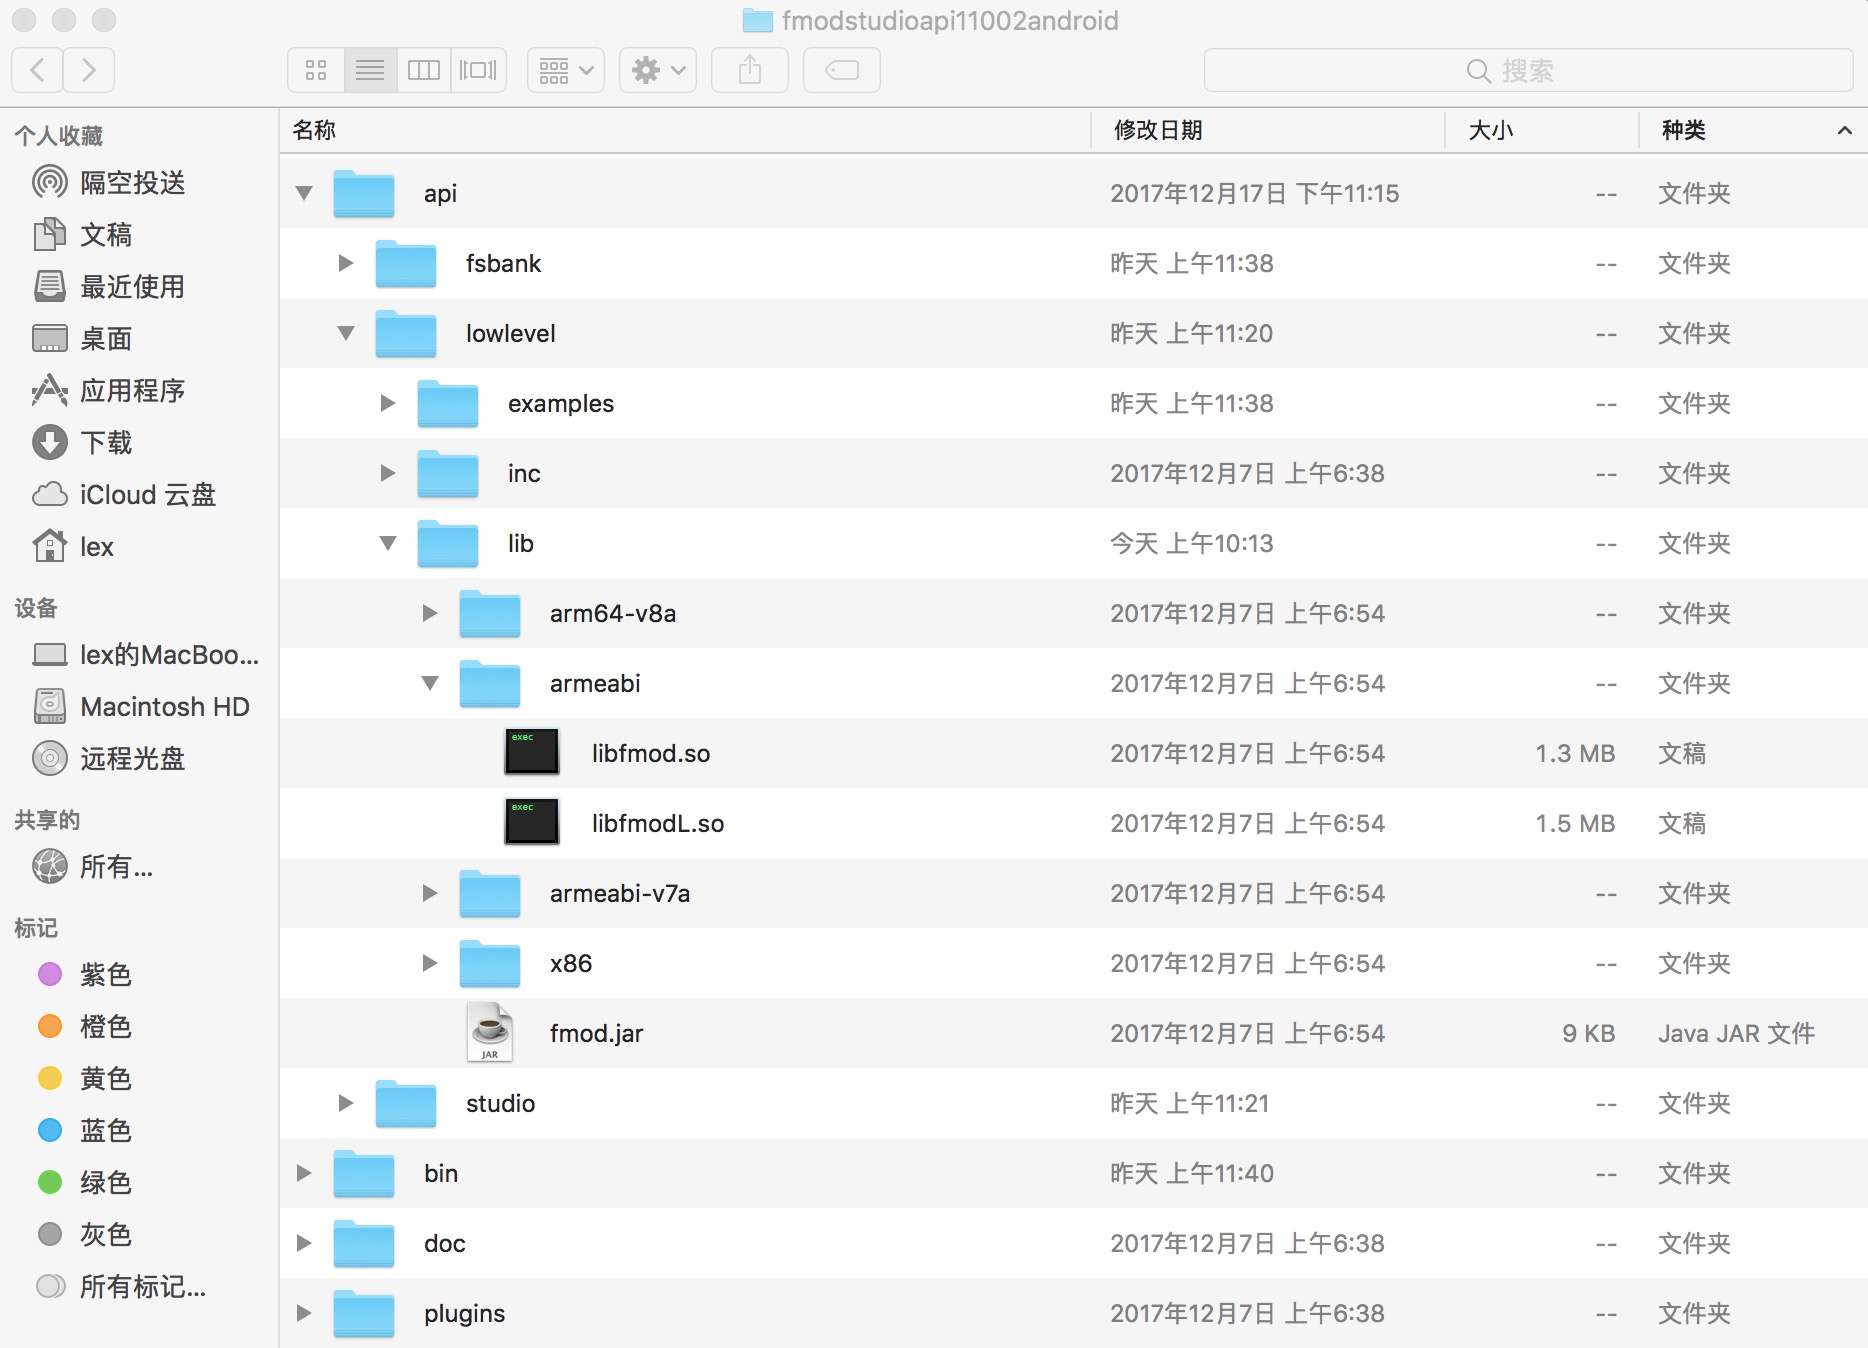 fmodstudioapi11002android
搜索
个人收藏
隔空投送
文稿
最近使用
桌面
应用程序
下载
iCloud 云盘
lex
设备
lex的MacBoo...
Macintosh HD
远程光盘
共享的
所有...
标记
紫色
橙色
黄色
蓝色
绿色
灰色
所有标记...
名称 修改日期 大小 种类
api 2017年12月17日 下午11:15 -- 文件夹
fsbank 昨天 上午11:38 -- 文件夹
lowlevel 昨天 上午11:20 -- 文件夹
examples 昨天 上午11:38 -- 文件夹
inc 2017年12月7日 上午6:38 -- 文件夹
lib 今天 上午10:13 -- 文件夹
arm64-v8a 2017年12月7日 上午6:54 -- 文件夹
armeabi 2017年12月7日 上午6:54 -- 文件夹
exec libfmod.so 2017年12月7日 上午6:54 1.3 MB 文稿
exec libfmodL.so 2017年12月7日 上午6:54 1.5 MB 文稿
armeabi-v7a 2017年12月7日 上午6:54 -- 文件夹
x86 2017年12月7日 上午6:54 -- 文件夹
JAR fmod.jar 2017年12月7日 上午6:54 9 KB Java JAR 文件
studio 昨天 上午11:21 -- 文件夹
bin 昨天 上午11:40 -- 文件夹
doc 2017年12月7日 上午6:38 -- 文件夹
plugins 2017年12月7日 上午6:38 -- 文件夹